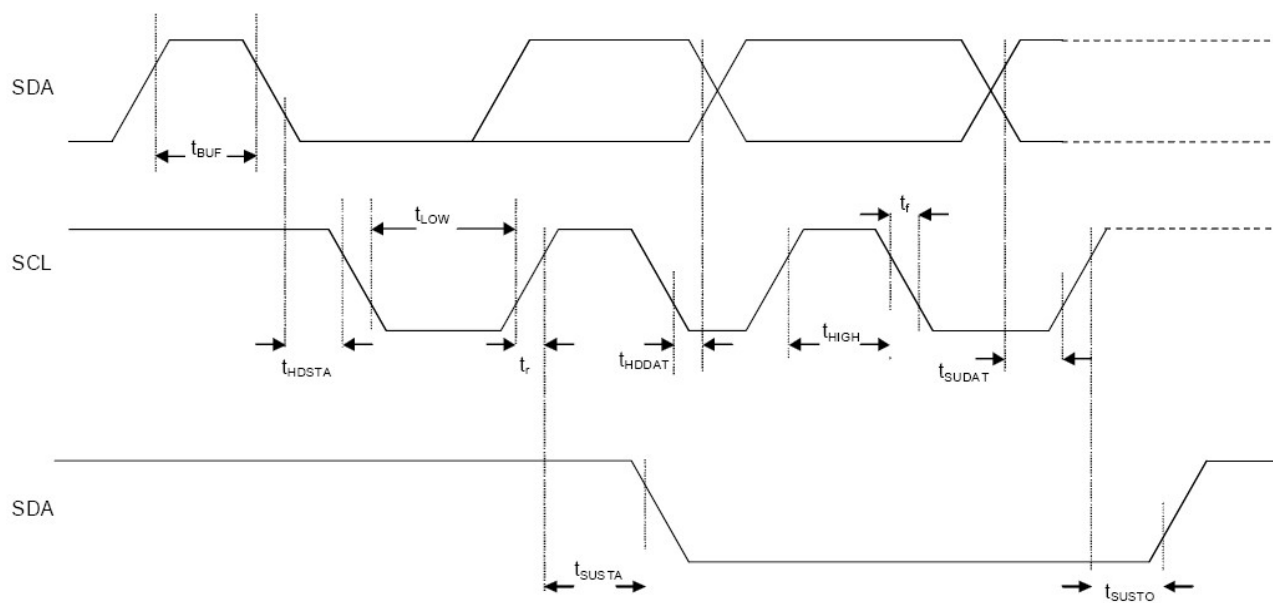 SDA
tBUF
tLOW
tf
SCL
tHDSTA
tr
tHDDAT
tHIGH
tSUDAT
SDA
tSUSTA
tSUSTO